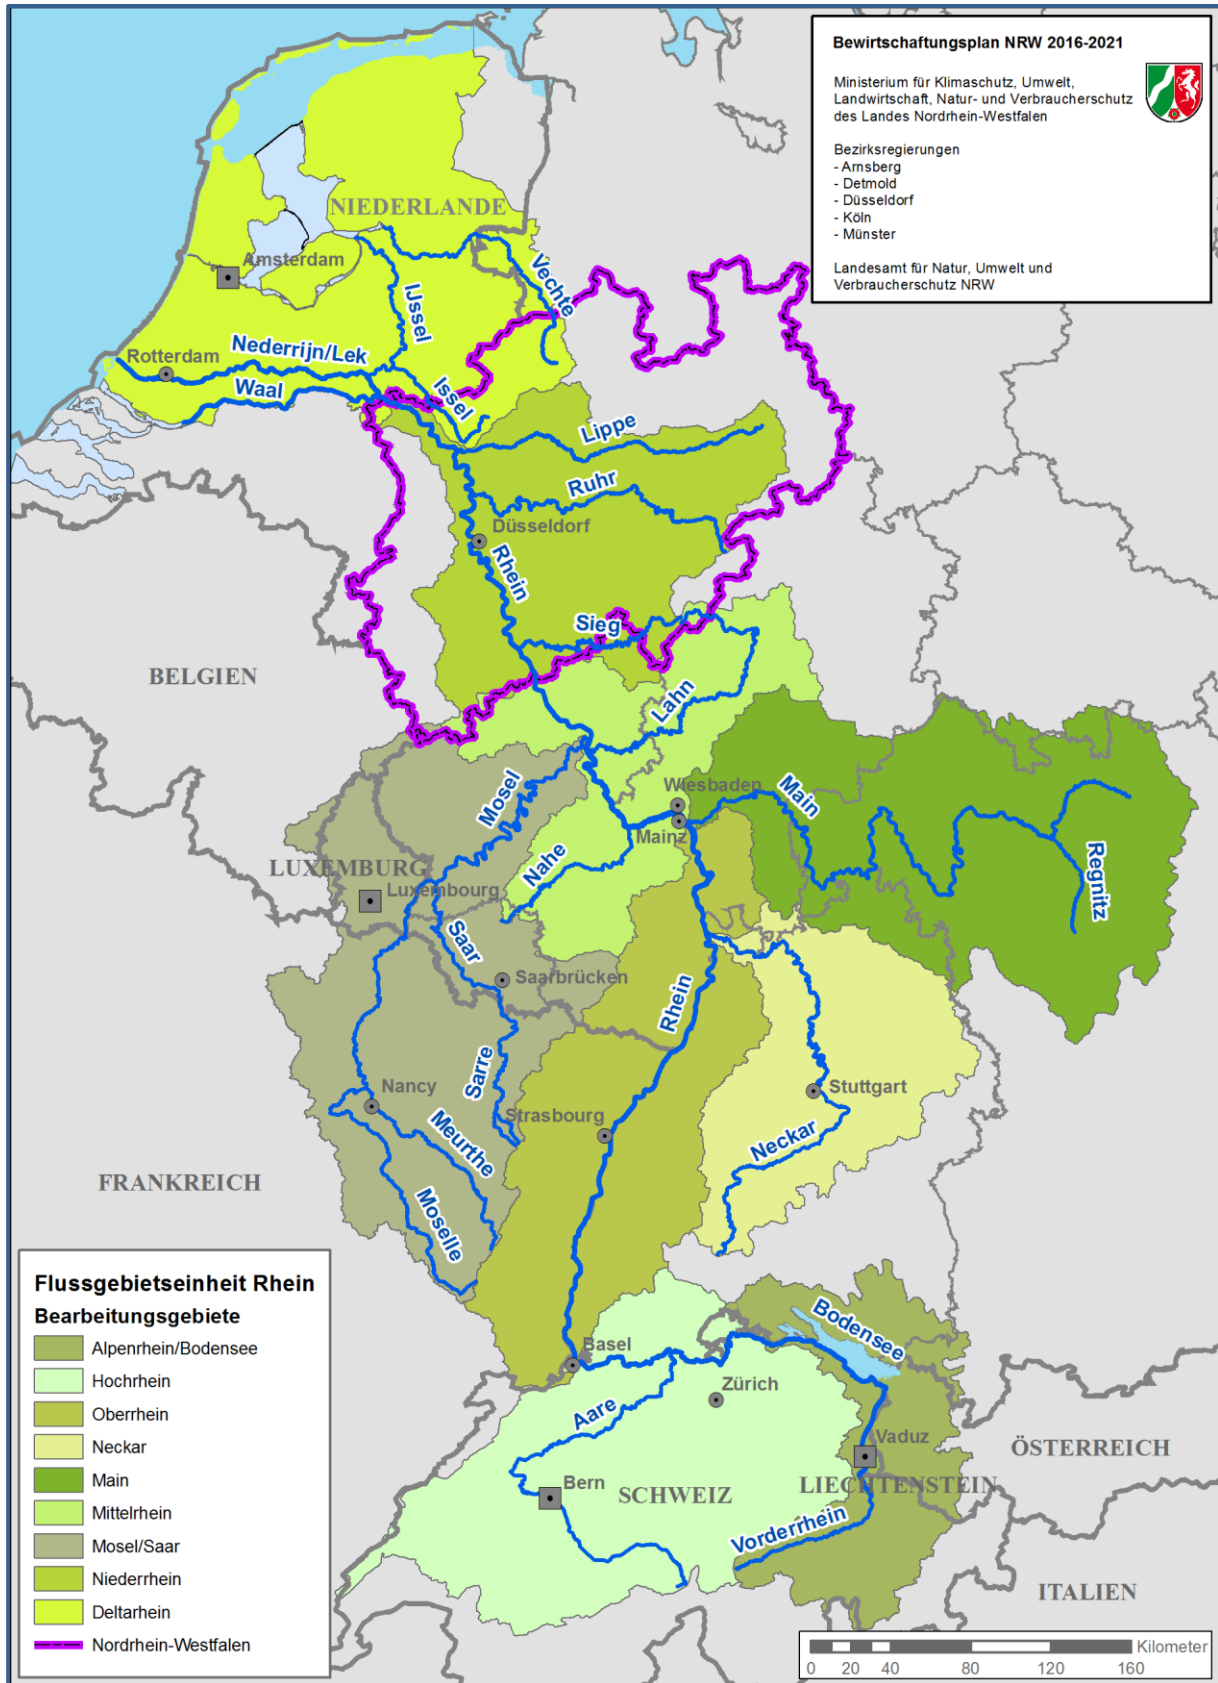 Bewirtschaftungsplan NRW 2016-2021
Ministerium für Klimaschutz, Umwelt,
Landwirtschaft, Natur- und Verbraucherschutz
des Landes Nordrhein-Westfalen
Bezirksregierungen
- Arnsberg
- Detmold
- Düsseldorf
- Köln
- Münster
Landesamt für Natur, Umwelt und
Verbraucherschutz NRW
NIEDERLANDE
Amsterdam
Vechte
IJssel
Nederrijn/Lek
Rotterdam
Waal
Issel
Lippe
Ruhr
Düsseldorf
Rhein
Sieg
BELGIEN
Lahn
Wiesbaden
Main
Mosel
Mainz
Nahe
LUXEMBURG
Luxembourg
Regnitz
Saar
Saarbrücken
Rhein
Sarre
Nancy
Stuttgart
Strasbourg
Meurthe
Neckar
FRANKREICH
Moselle
Bodensee
Basel
Zürich
Aare
Vaduz
ÖSTERREICH
Bern
SCHWEIZ
LIECHTENSTEIN
Vorderrhein
ITALIEN
Flussgebietseinheit Rhein
Bearbeitungsgebiete
Alpenrhein/Bodensee
Hochrhein
Oberrhein
Neckar
Main
Mittelrhein
Mosel/Saar
Niederrhein
Deltarhein
Nordrhein-Westfalen
Kilometer
0 20 40 80 120 160